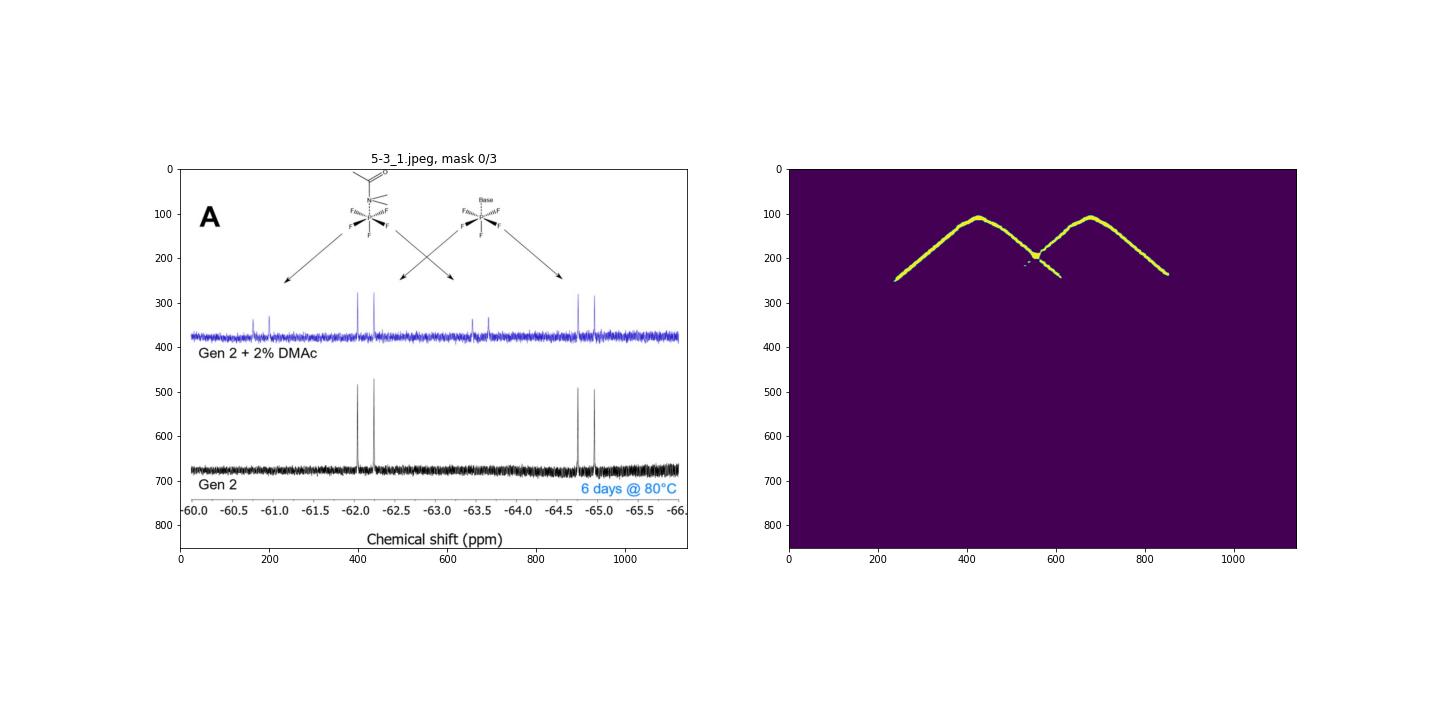 5-3_1.jpeg, mask 0/3
0
100
200
300
400
500
600
700
800
A
O
N
F F
P
F F
F
Base
F F
P
F F
F
Gen 2 + 2% DMAc
Gen 2
6 days @ 80°C
-60.0 -60.5 -61.0 -61.5 -62.0 -62.5 -63.0 -63.5 -64.0 -64.5 -65.0 -65.5 -66.
Chemical shift (ppm)
0 200 400 600 800 1000
0
100
200
300
400
500
600
700
800
0 200 400 600 800 1000